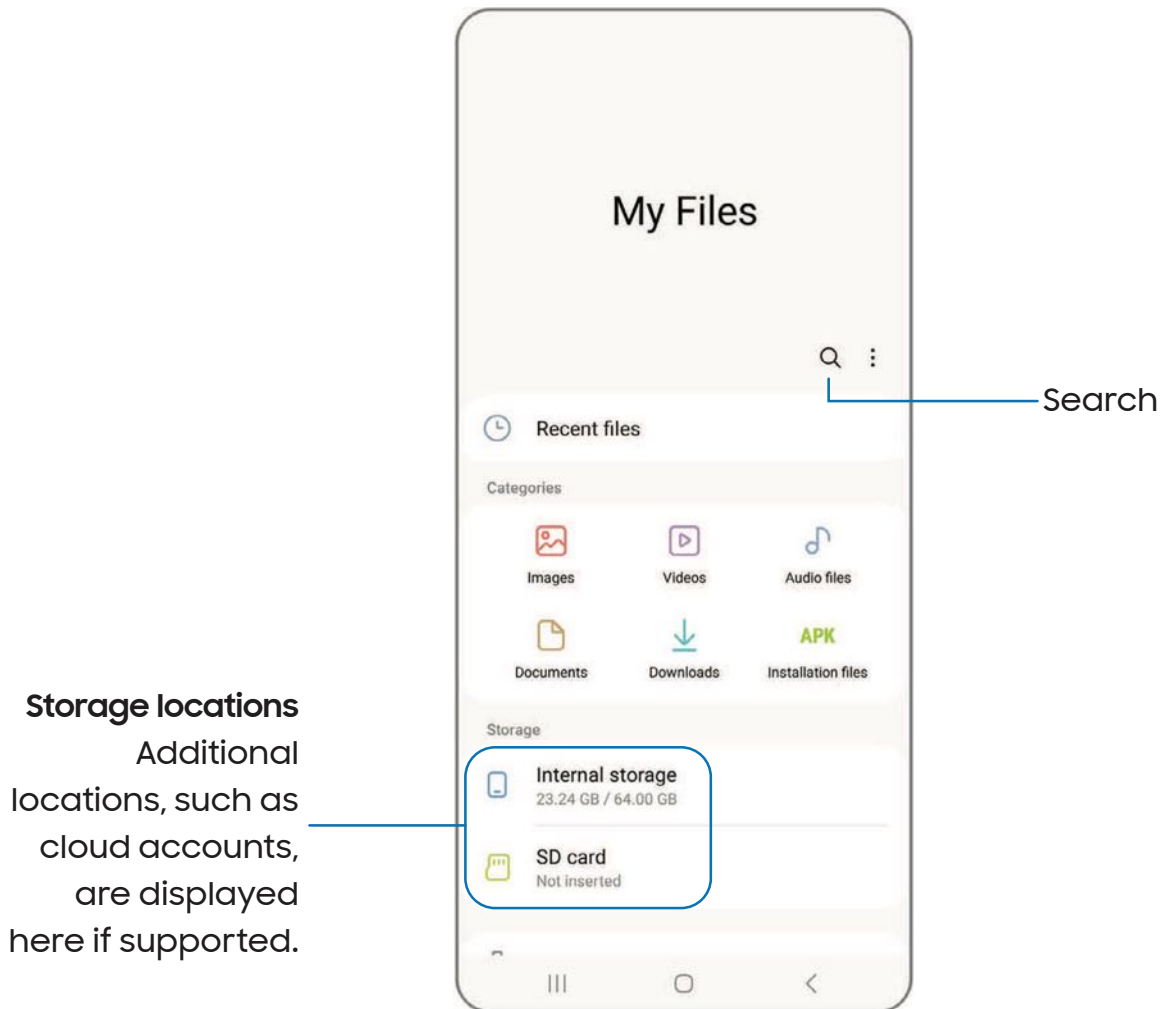 My Files
Search
Recent files
Categories
Images
Videos
Audio files
APK
Documents
Downloads
Installation files
Storage locations
Additional
locations, such as
cloud accounts,
are displayed
here if supported.
Storage
Internal storage
23.24 GB / 64.00 GB
SD card
Not inserted